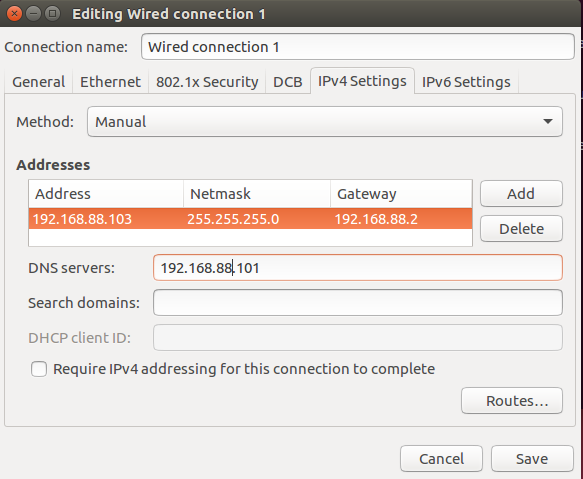 Editing Wired connection 1
Connection name: Wired connection 1
General Ethernet 802.1x Security DCB IPv4 Settings IPv6 Settings
Method: Manual
Addresses
Address Netmask Gateway Add
192.168.88.103 255.255.255.0 192.168.88.2
Delete
DNS servers: 192.168.88.101
Search domains:
DHCP client ID:
Require IPv4 addressing for this connection to complete
Routes...
Cancel Save